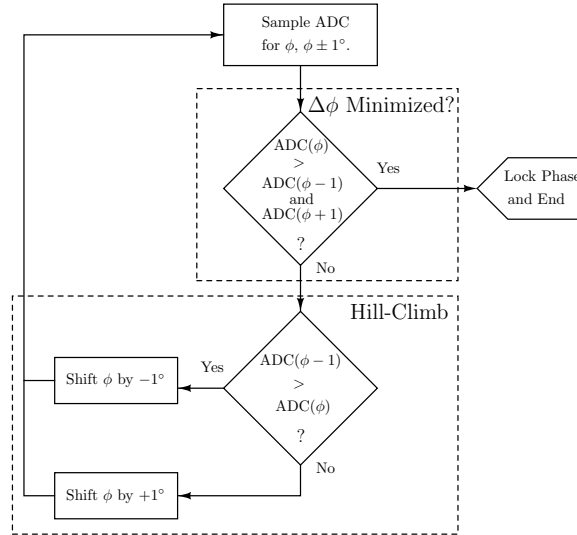 Sample ADC
for ϕ, ϕ ± 1°.
Δϕ Minimized?
ADC(ϕ)
>
ADC(ϕ − 1)
and
ADC(ϕ + 1)
?
Yes
Lock Phase
and End
No
Hill-Climb
ADC(ϕ−1)
>
ADC(ϕ)
?
Yes
Shift ϕ by −1°
No
Shift ϕ by +1°